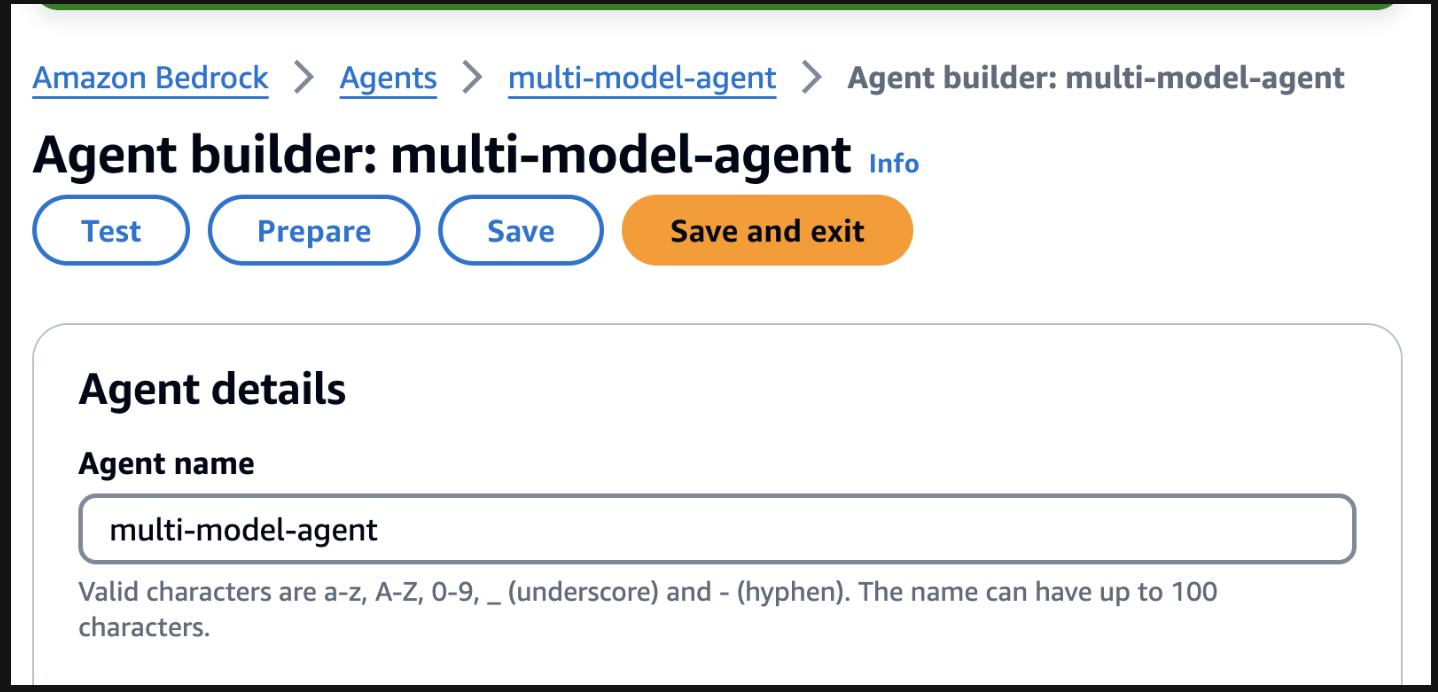 Amazon Bedrock > Agents > multi-model-agent > Agent builder: multi-model-agent
Agent builder: multi-model-agent Info
Test Prepare Save Save and exit
Agent details
Agent name
multi-model-agent
Valid characters are a-z, A-Z, 0-9, _ (underscore) and - (hyphen). The name can have up to 100
characters.